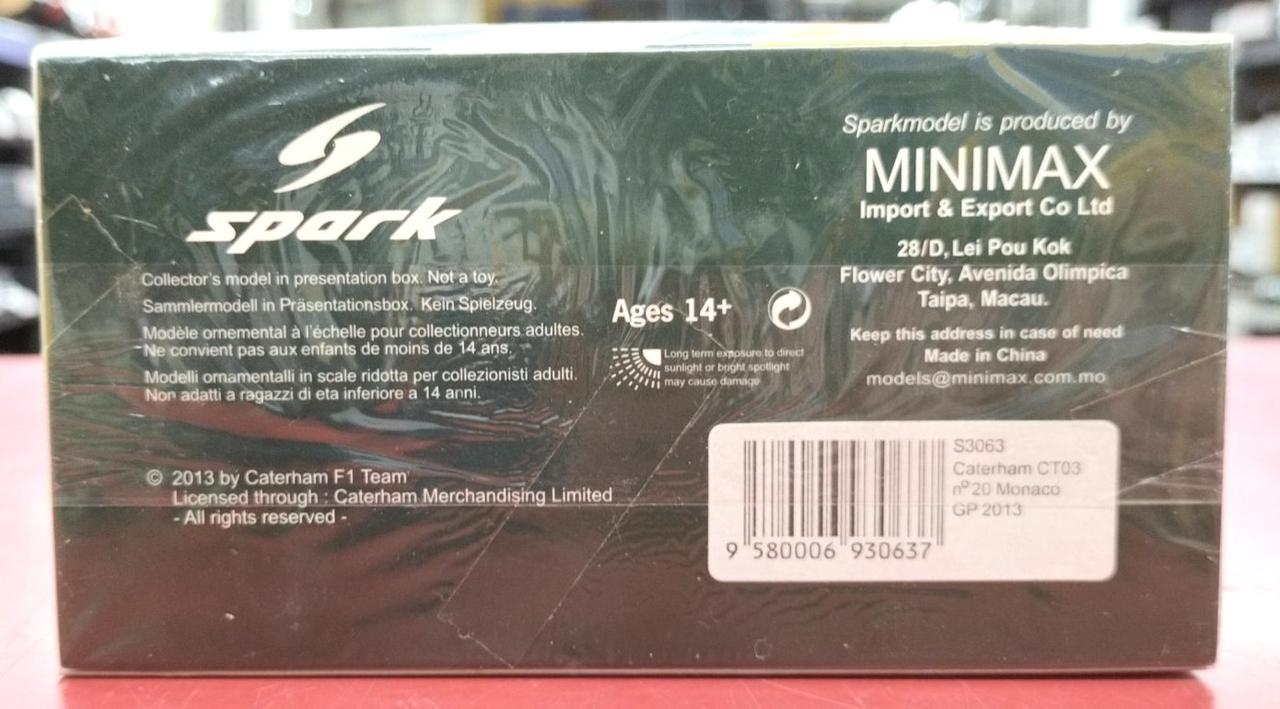 spark
Collector's model in presentation box. Not a toy.
Sammlermodell in Präsentationsbox. Kein Spielzeug.
Modèle ornemental à l'échelle pour collectionneurs adultes.
Ne convient pas aux enfants de moins de 14 ans.
Modelli ornamentalli in scale ridotta per collezionisti adulti.
Non adatti a ragazzi di eta inferiore a 14 anni.
© 2013 by Caterham F1 Team
Licensed through : Caterham Merchandising Limited
- All rights reserved -
Ages 14+
Long term exposure to direct
sunlight or bright spotlight
may cause damage
Sparkmodel is produced by
MINIMAX
Import & Export Co Ltd
28/D, Lei Pou Kok
Flower City, Avenida Olimpica
Taipa, Macau.
Keep this address in case of need
Made in China
models@minimax.com.mo
S3063
Caterham CT03
nº20 Monaco
GP 2013
9 580006 930637